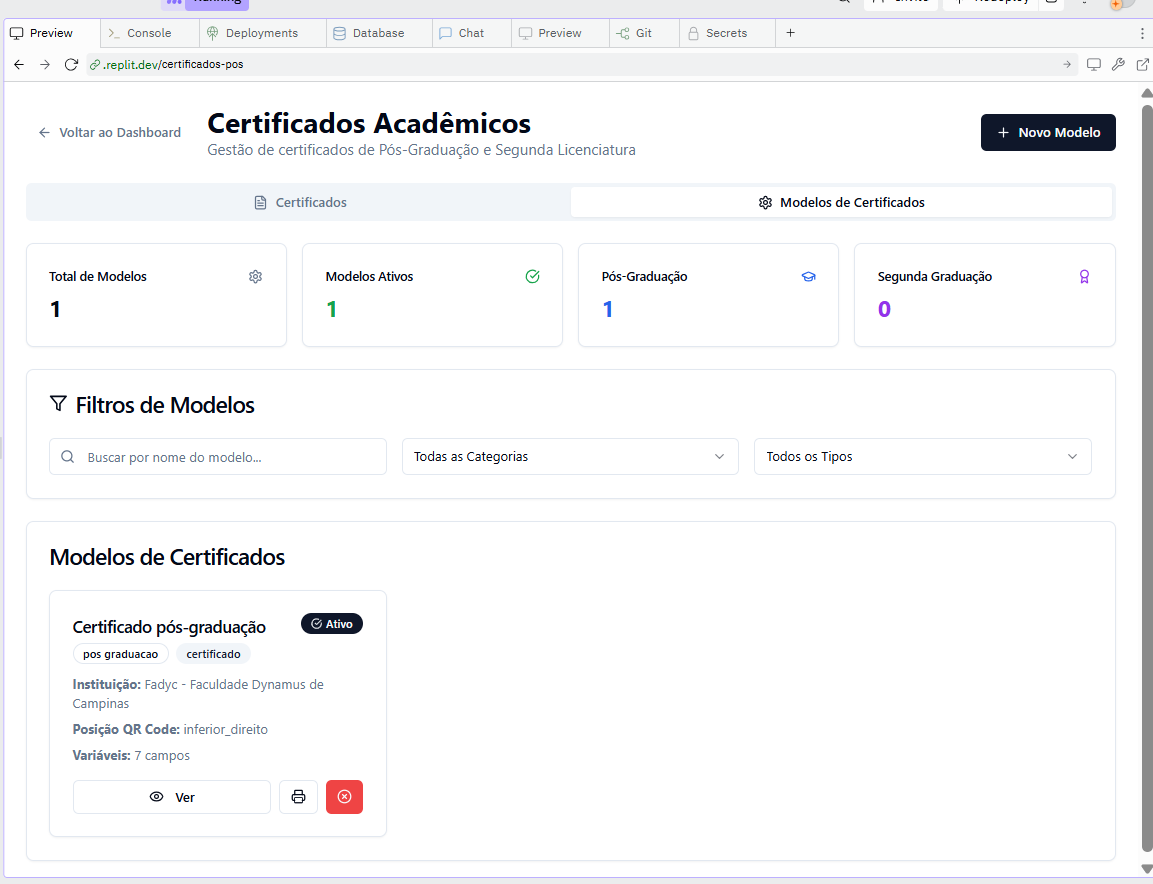 Running
Preview
Console
Deployments
Database
Chat
Preview
Git
Secrets
.replit.dev/certificados-pos
Voltar ao Dashboard
Certificados Acadêmicos
Gestão de certificados de Pós-Graduação e Segunda Licenciatura
Novo Modelo
Certificados
Modelos de Certificados
Total de Modelos
1
Modelos Ativos
1
Pós-Graduação
1
Segunda Graduação
0
Filtros de Modelos
Buscar por nome do modelo...
Todas as Categorias
Todos os Tipos
Modelos de Certificados
Certificado pós-graduação
Ativo
pos graduacao
certificado
Instituição: Fadyc - Faculdade Dynamus de
Campinas
Posição QR Code: inferior_direito
Variáveis: 7 campos
Ver